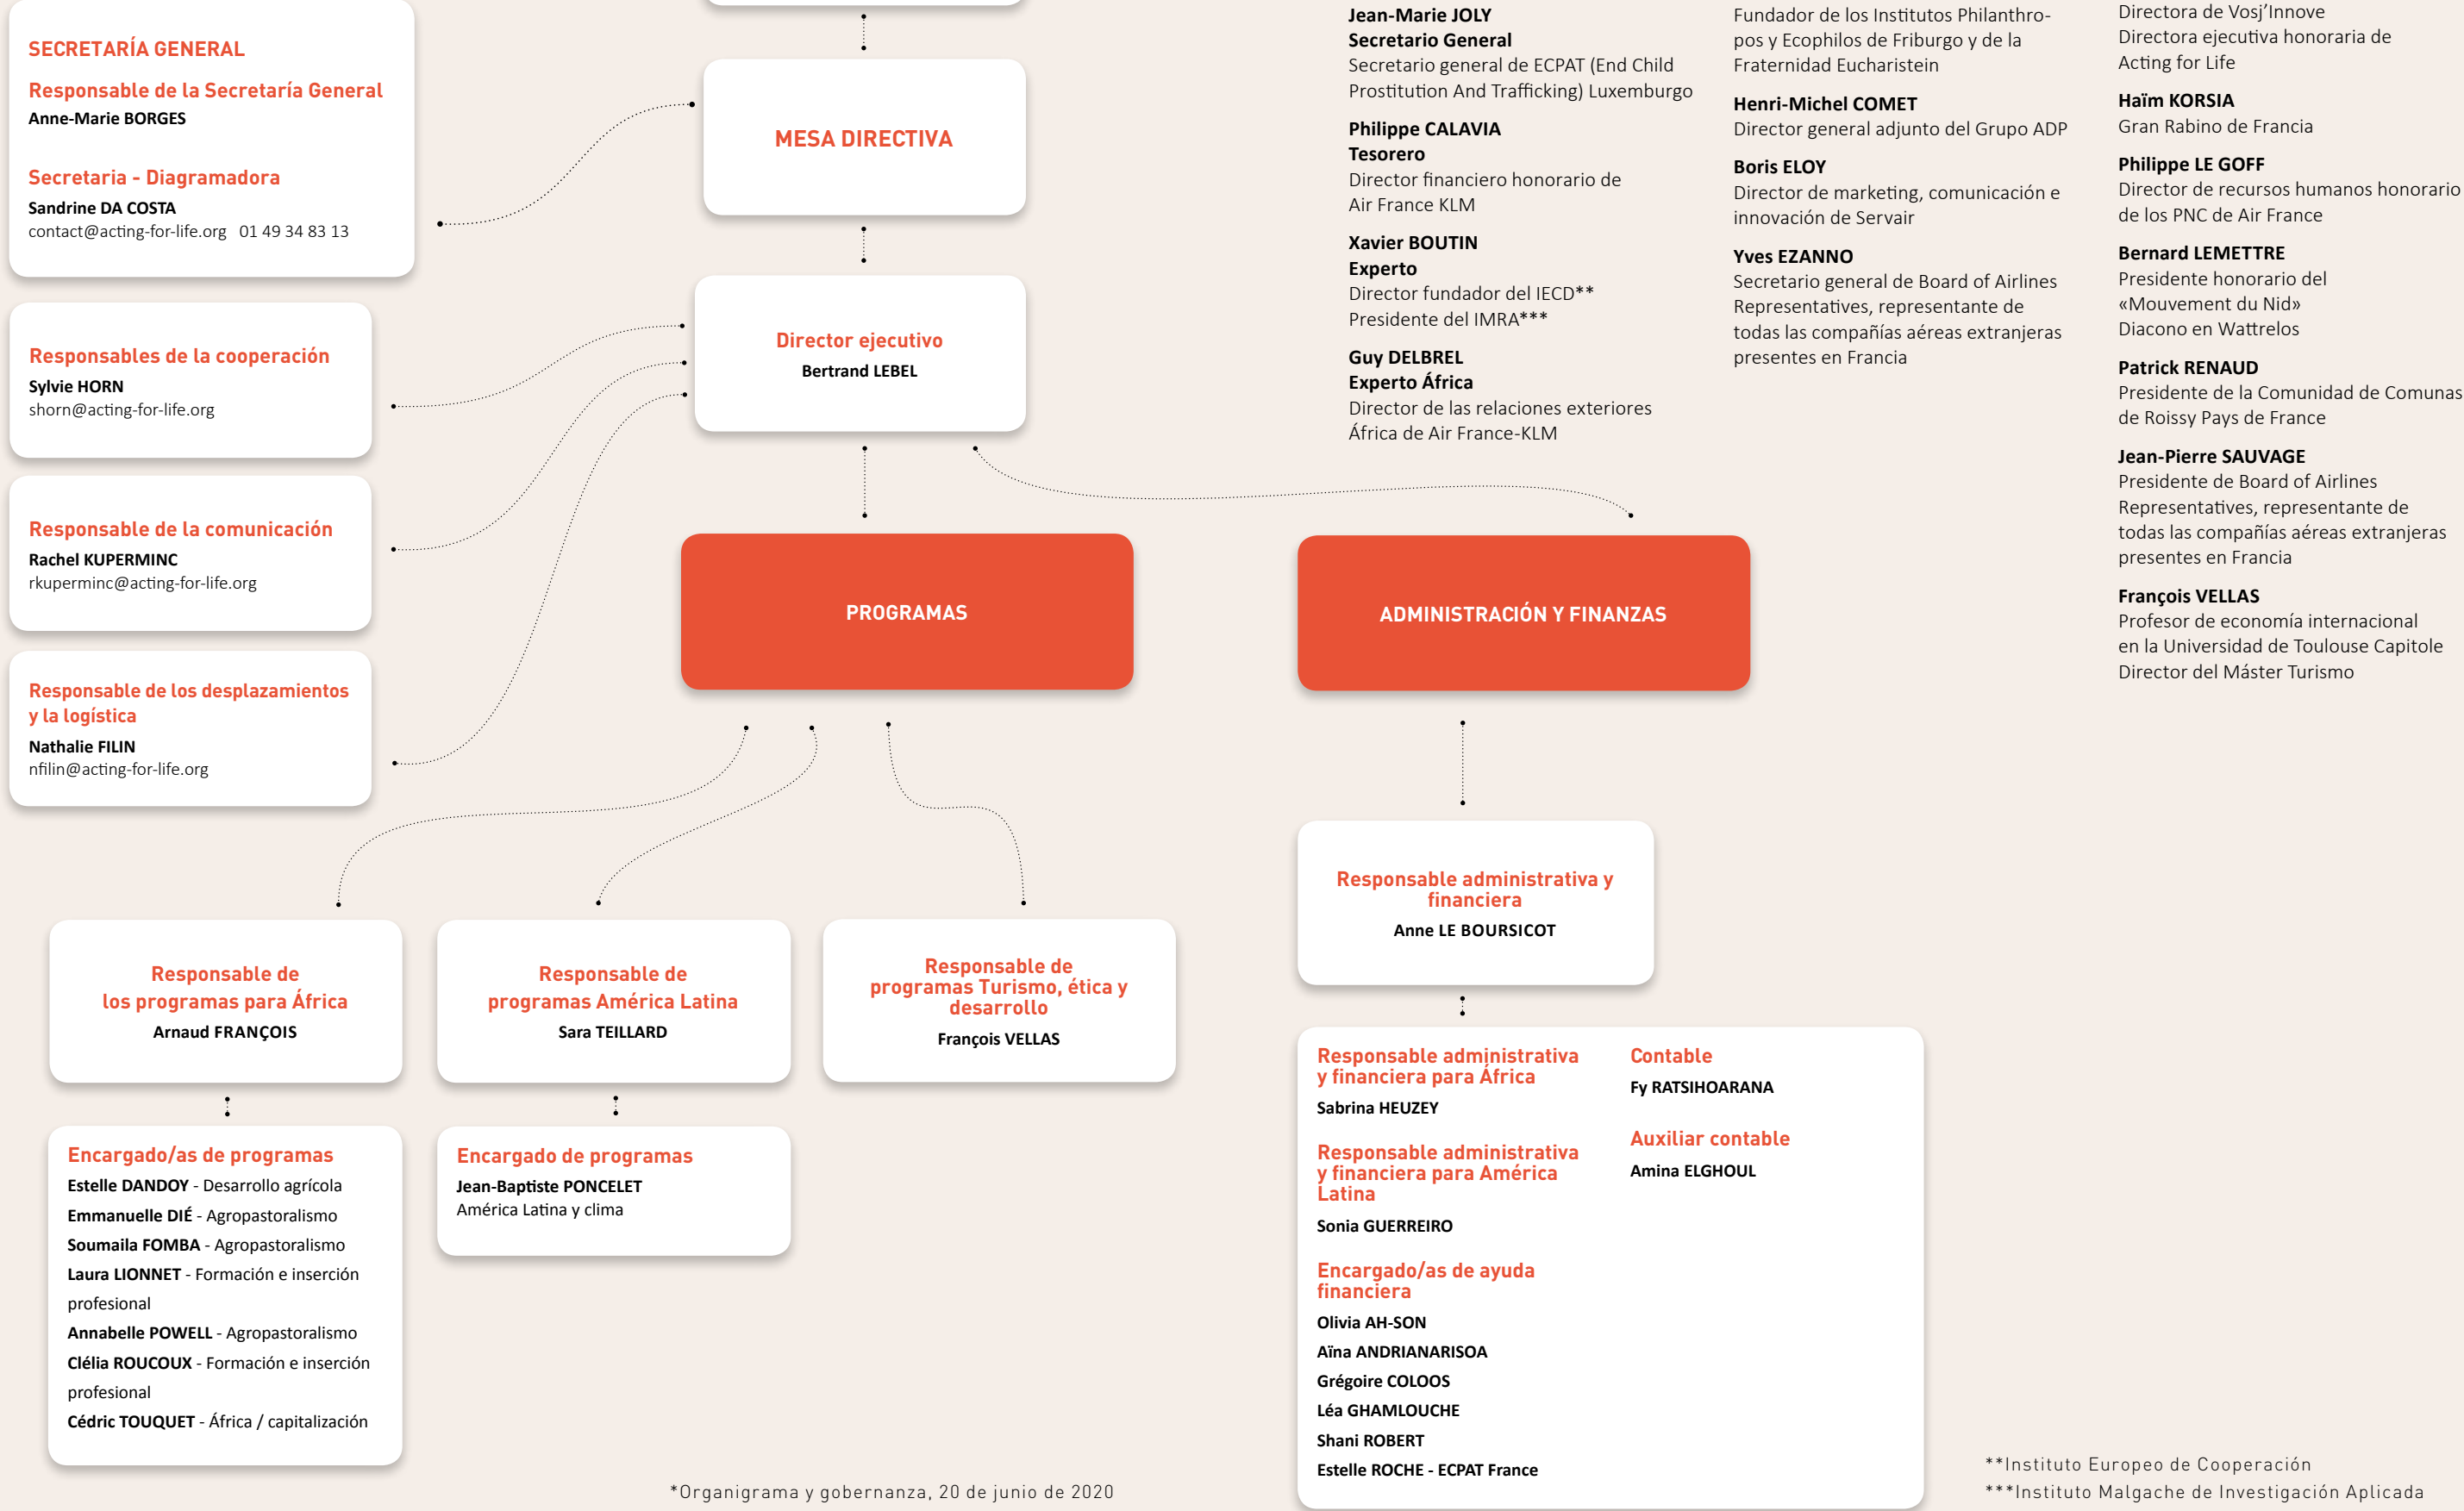 SECRETARÍA GENERAL
Responsable de la Secretaría General
Anne-Marie BORGES
Secretaria - Diagramadora
Sandrine DA COSTA
contact@acting-for-life.org 01 49 34 83 13
Responsables de la cooperación
Sylvie HORN
shorn@acting-for-life.org
Responsable de la comunicación
Rachel KUPERMINC
rkuperminc@acting-for-life.org
Responsable de los desplazamientos
y la logística
Nathalie FILIN
nfilin@acting-for-life.org
MESA DIRECTIVA
Director ejecutivo
Bertrand LEBEL
PROGRAMAS
ADMINISTRACIÓN Y FINANZAS
Responsable de
los programas para África
Arnaud FRANÇOIS
Encargado/as de programas
Estelle DANDOY - Desarrollo agrícola
Emmanuelle DIÉ - Agropastoralismo
Soumaila FOMBA - Agropastoralismo
Laura LIONNET - Formación e inserción
profesional
Annabelle POWELL - Agropastoralismo
Clélia ROUCOUX - Formación e inserción
profesional
Cédric TOUQUET - África / capitalización
Responsable de
programas América Latina
Sara TEILLARD
Encargado de programas
Jean-Baptiste PONCELET
América Latina y clima
Responsable de
programas Turismo, ética y
desarrollo
François VELLAS
Responsable administrativa y
financiera
Anne LE BOURSICOT
Responsable administrativa
y financiera para África
Sabrina HEUZEY
Responsable administrativa
y financiera para América
Latina
Sonia GUERREIRO
Encargado/as de ayuda
financiera
Olivia AH-SON
Aïna ANDRIANARISOA
Grégoire COLOOS
Léa GHAMLOUCHE
Shani ROBERT
Estelle ROCHE - ECPAT France
Contable
Fy RATSIHOARANA
Auxiliar contable
Amina ELGHOUL
Jean-Marie JOLY
Secretario General
Secretario general de ECPAT (End Child
Prostitution And Trafficking) Luxemburgo
Philippe CALAVIA
Tesorero
Director financiero honorario de
Air France KLM
Xavier BOUTIN
Experto
Director fundador del IECD**
Presidente del IMRA***
Guy DELBREL
Experto África
Director de las relaciones exteriores
África de Air France-KLM
Fundador de los Institutos Philanthro-
pos y Ecophilos de Friburgo y de la
Fraternidad Eucharistein
Henri-Michel COMET
Director general adjunto del Grupo ADP
Boris ELOY
Director de marketing, comunicación e
innovación de Servair
Yves EZANNO
Secretario general de Board of Airlines
Representatives, representante de
todas las compañías aéreas extranjeras
presentes en Francia
Directora de Vosj'Innove
Directora ejecutiva honoraria de
Acting for Life
Haïm KORSIA
Gran Rabino de Francia
Philippe LE GOFF
Director de recursos humanos honorario
de los PNC de Air France
Bernard LEMETTRE
Presidente honorario del
«Mouvement du Nid»
Diacono en Wattrelos
Patrick RENAUD
Presidente de la Comunidad de Comunas
de Roissy Pays de France
Jean-Pierre SAUVAGE
Presidente de Board of Airlines
Representatives, representante de
todas las compañías aéreas extranjeras
presentes en Francia
François VELLAS
Profesor de economía internacional
en la Universidad de Toulouse Capitole
Director del Máster Turismo
*Organigrama y gobernanza, 20 de junio de 2020
**Instituto Europeo de Cooperación
***Instituto Malgache de Investigación Aplicada